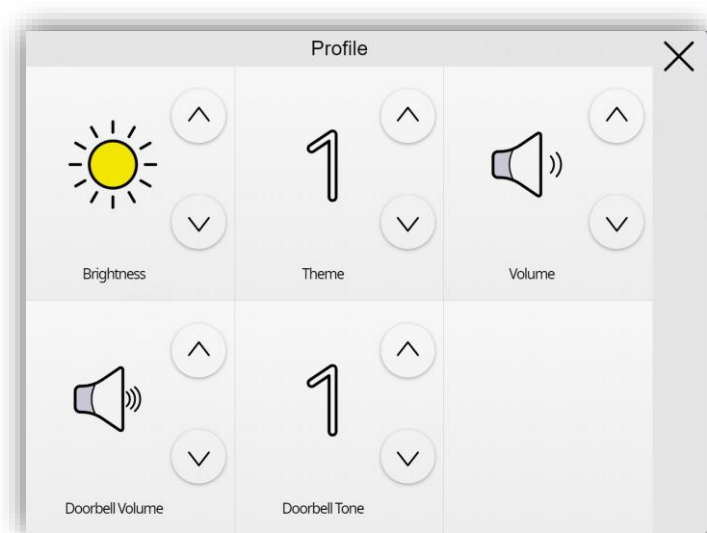 Profile
1
Brightness
Theme
Volume
1
Doorbell Volume
Doorbell Tone